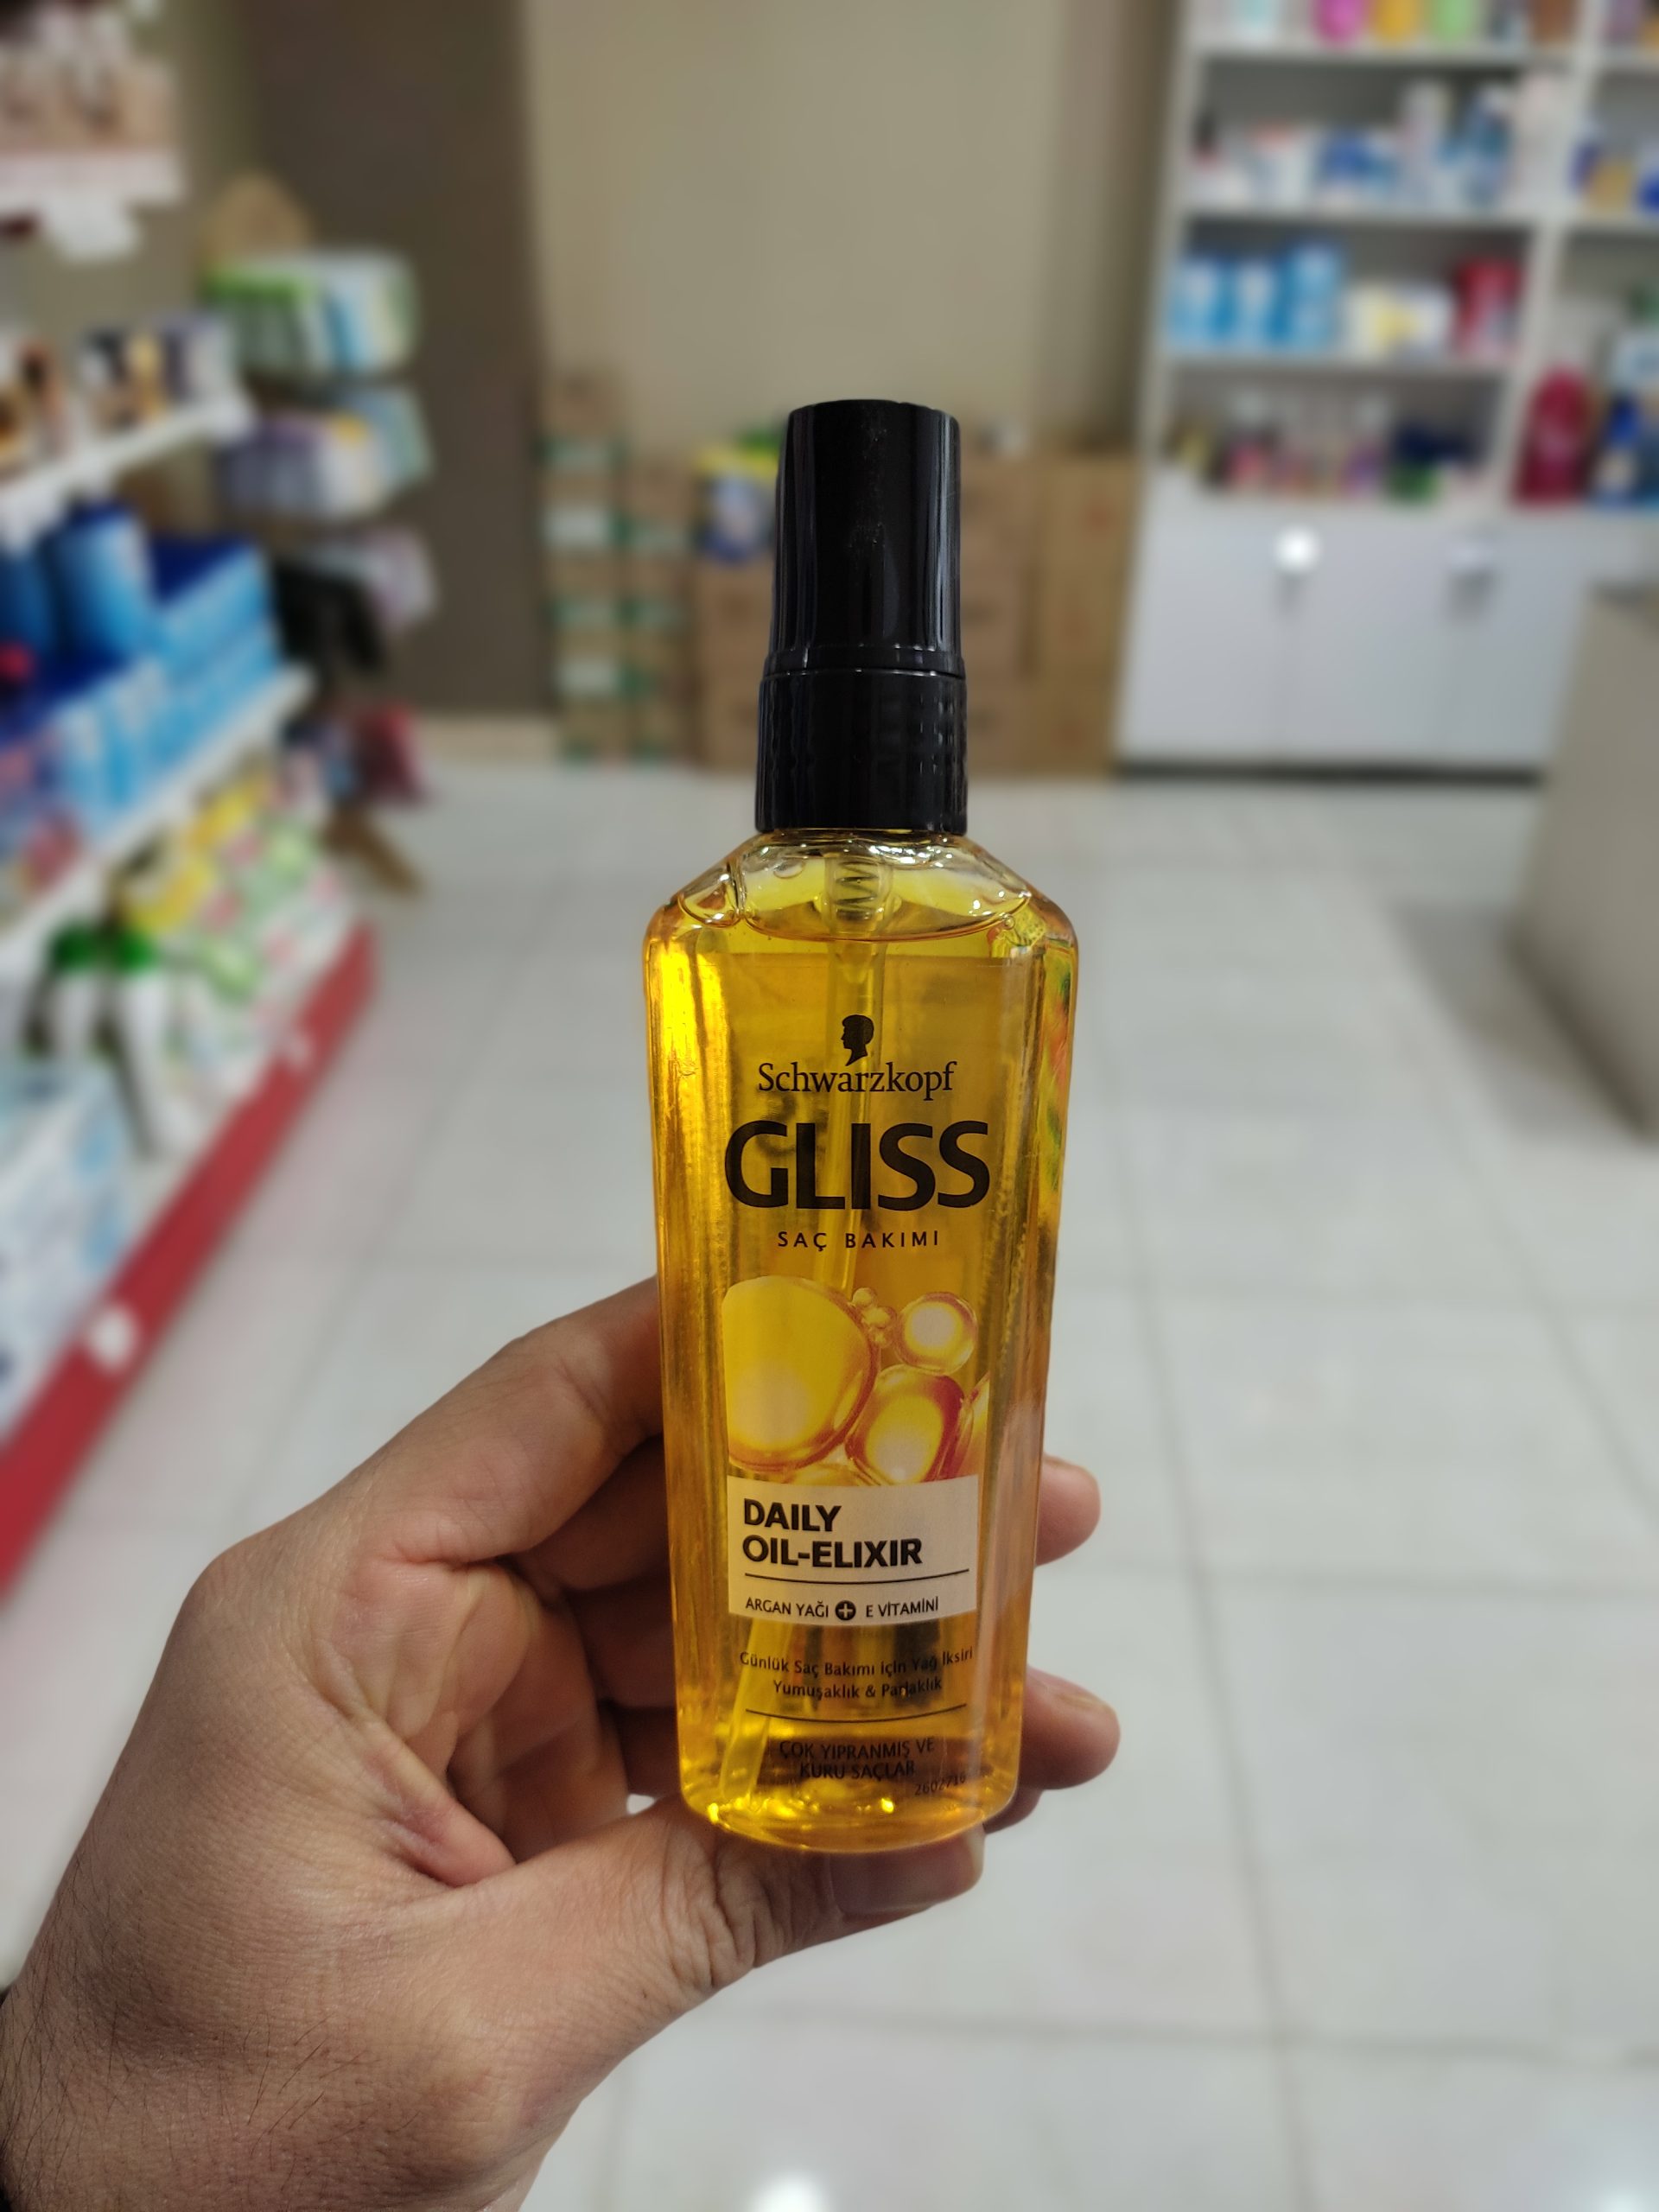 Schwarzkopf
GLISS
SAÇ BAKIMI
DAILY
OIL-ELIXIR
ARGAN YAĞI + E VİTAMİNİ
Günlük Saç Bakımı için Yağ İksiri
Yumuşaklık & Parlaklık
ÇOK YIPRANMIŞ VE
KURU SAÇLAR